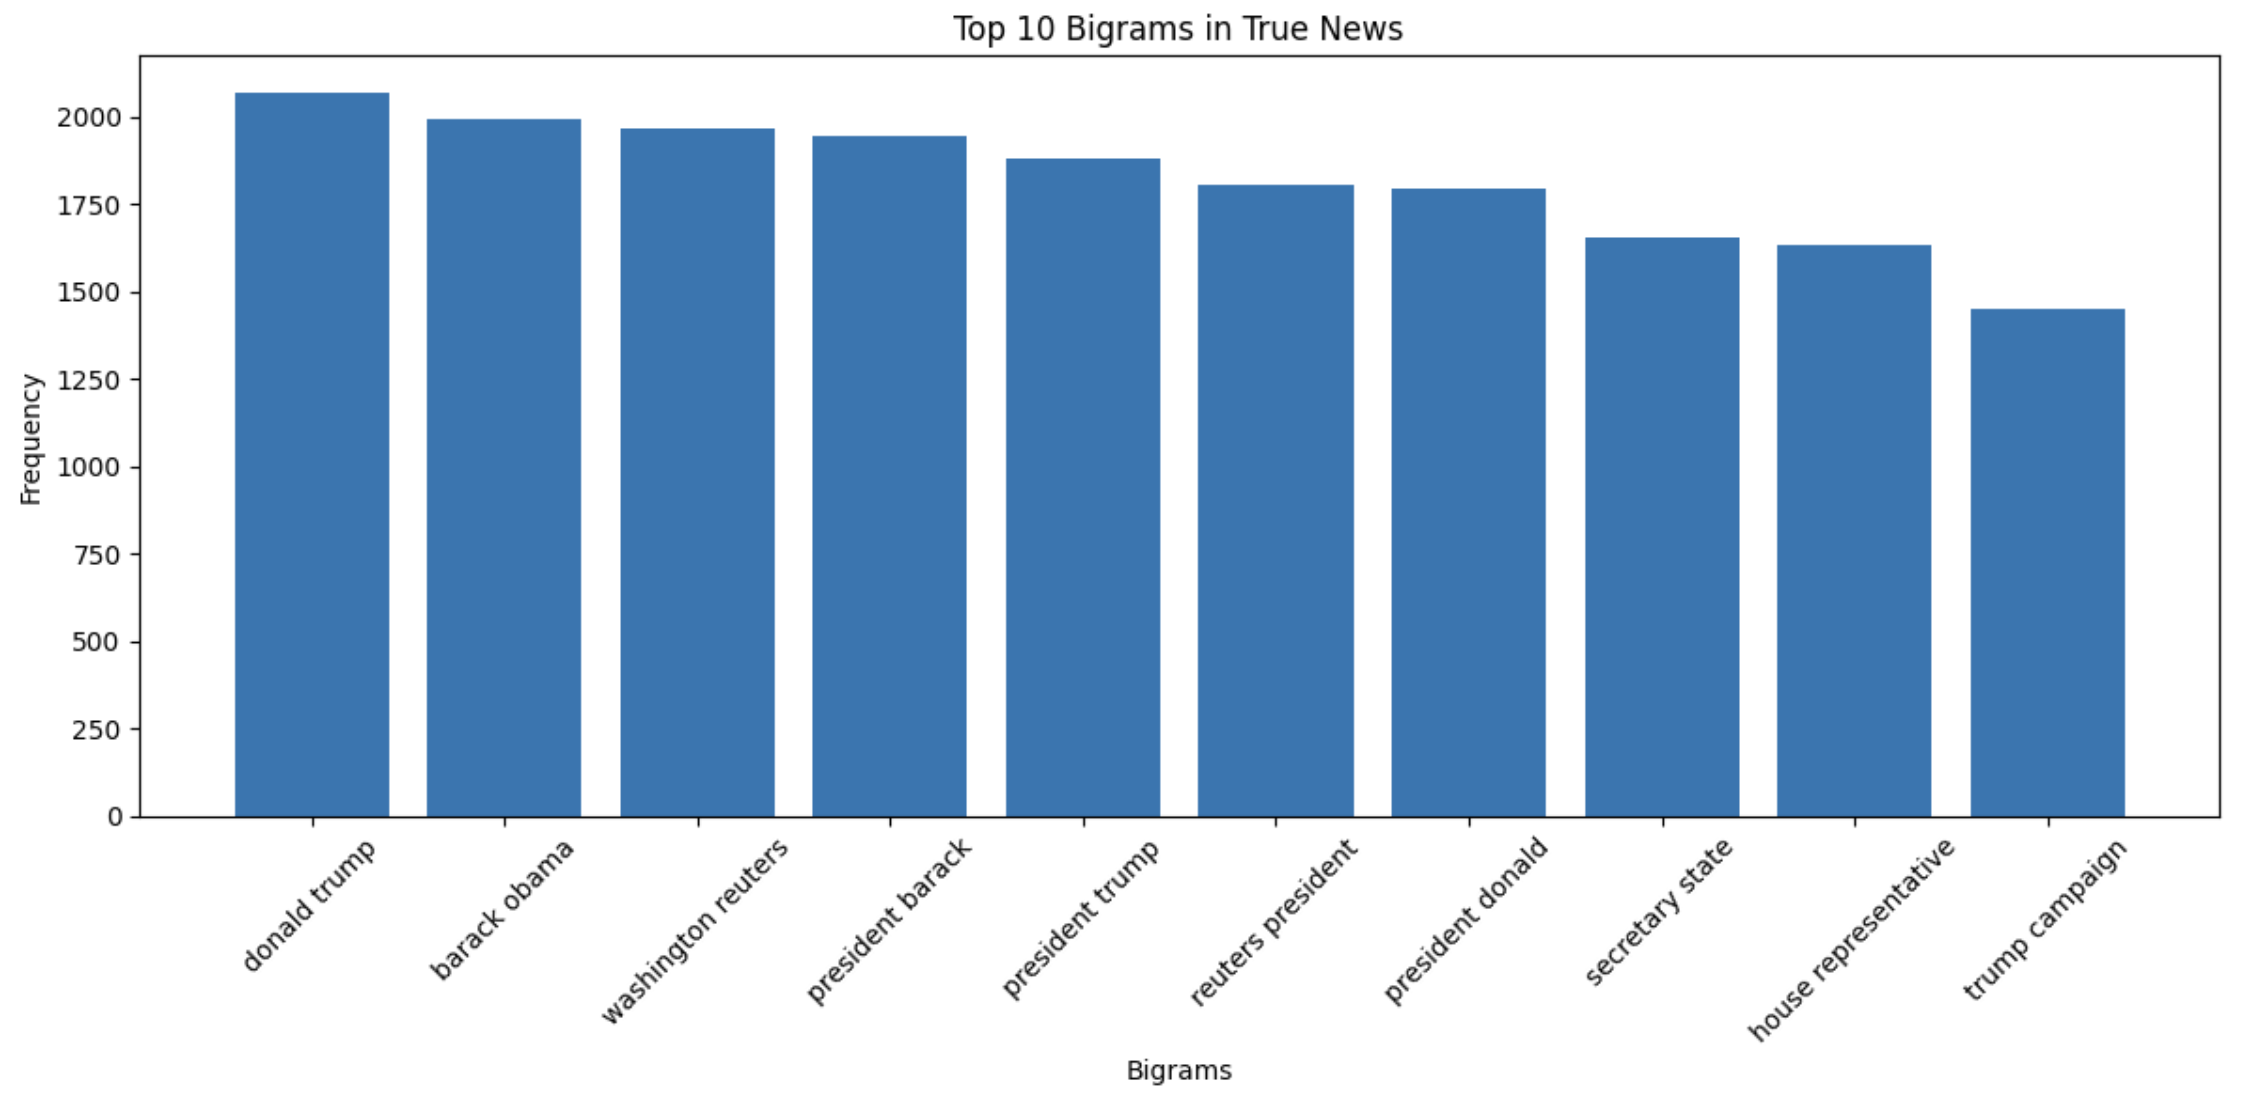 Top 10 Bigrams in True News
Frequency
2000
1750
1500
1250
1000
750
500
250
0
donald trump
barack obama
washington reuters
president barack
president trump
reuters president
president donald
secretary state
house representative
trump campaign
Bigrams